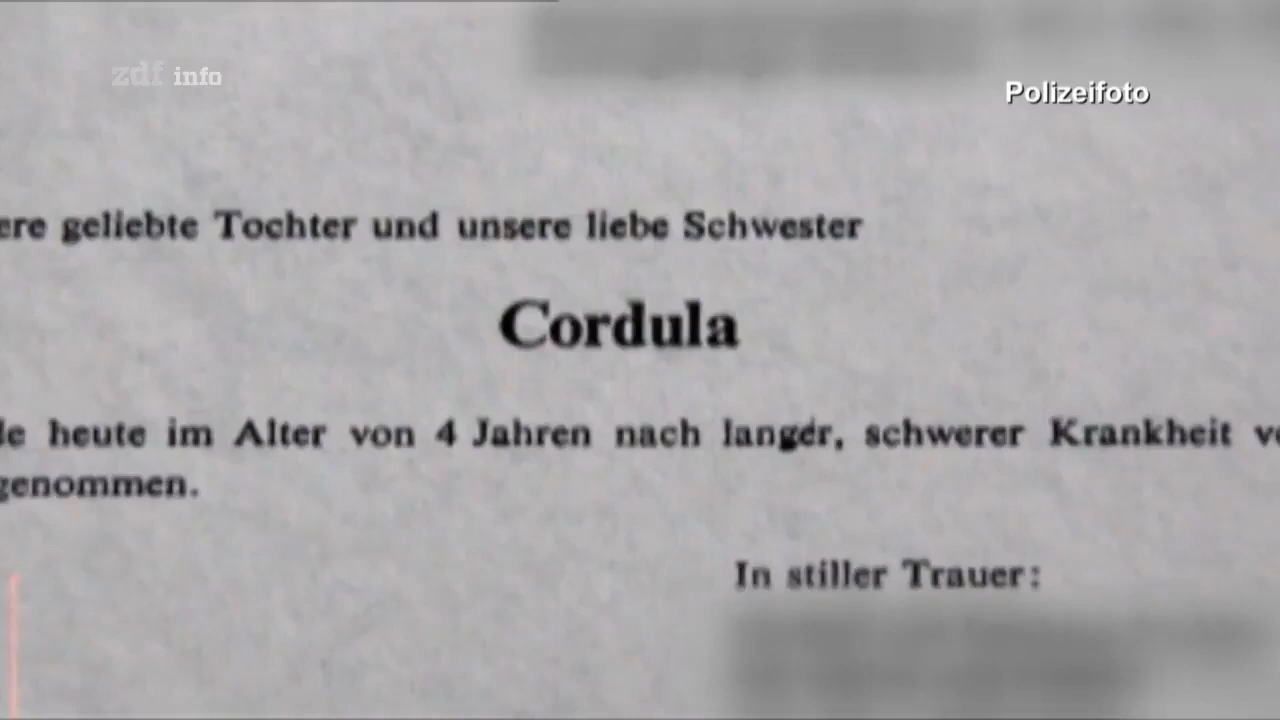 zdf info
Polizeifoto
ere geliebte Tochter und unsere liebe Schwester
Cordula
de heute im Alter von 4 Jahren nach langer, schwerer Krankheit v
genommen.
In stiller Trauer: